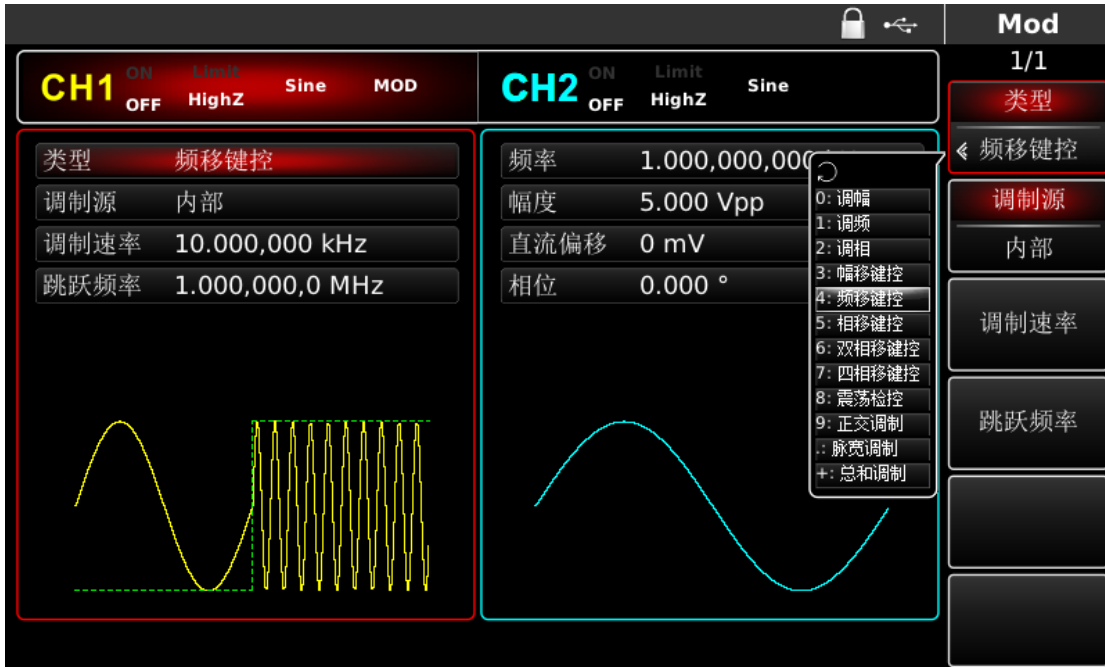 Mod
1/1
CH1 ON OFF Limit HighZ Sine MOD
CH2 ON OFF Limit HighZ Sine
类型
频移键控
调制源
内部
调制速率
跳跃频率
类型 频移键控
调制源 内部
调制速率 10.000,000 kHz
跳跃频率 1.000,000,0 MHz
频率 1.000,000,000
幅度 5.000 Vpp
直流偏移 0 mV
相位 0.000 °
0: 调幅
1: 调频
2: 调相
3: 幅移键控
4: 频移键控
5: 相移键控
6: 双相移键控
7: 四相移键控
8: 震荡检控
9: 正交调制
.: 脉宽调制
+: 总和调制